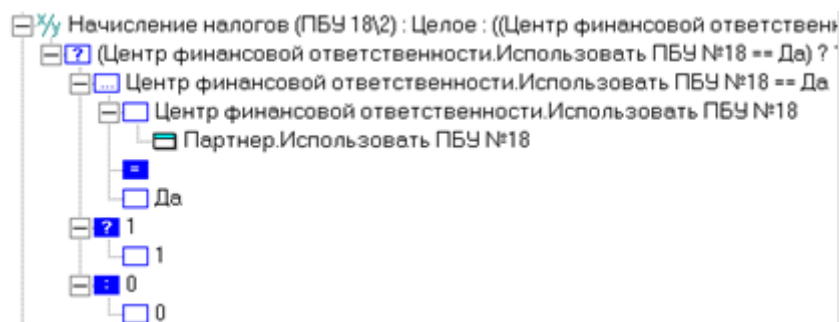 X/y Начисление налогов (ПБУ 18\2) : Целое : ((Центр финансовой ответственн
? (Центр финансовой ответственности.Использовать ПБУ №18 == Да) ?
... Центр финансовой ответственности.Использовать ПБУ №18 == Да
Центр финансовой ответственности.Использовать ПБУ №18
Партнер.Использовать ПБУ №18
=
Да
? 1
1
: 0
0